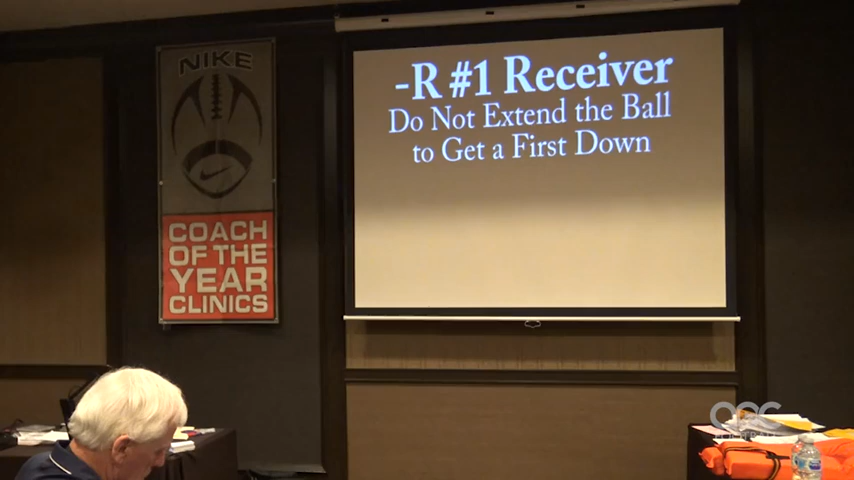 NIKE
COACH
OF THE
YEAR
CLINICS
-R #1 Receiver
Do Not Extend the Ball
to Get a First Down